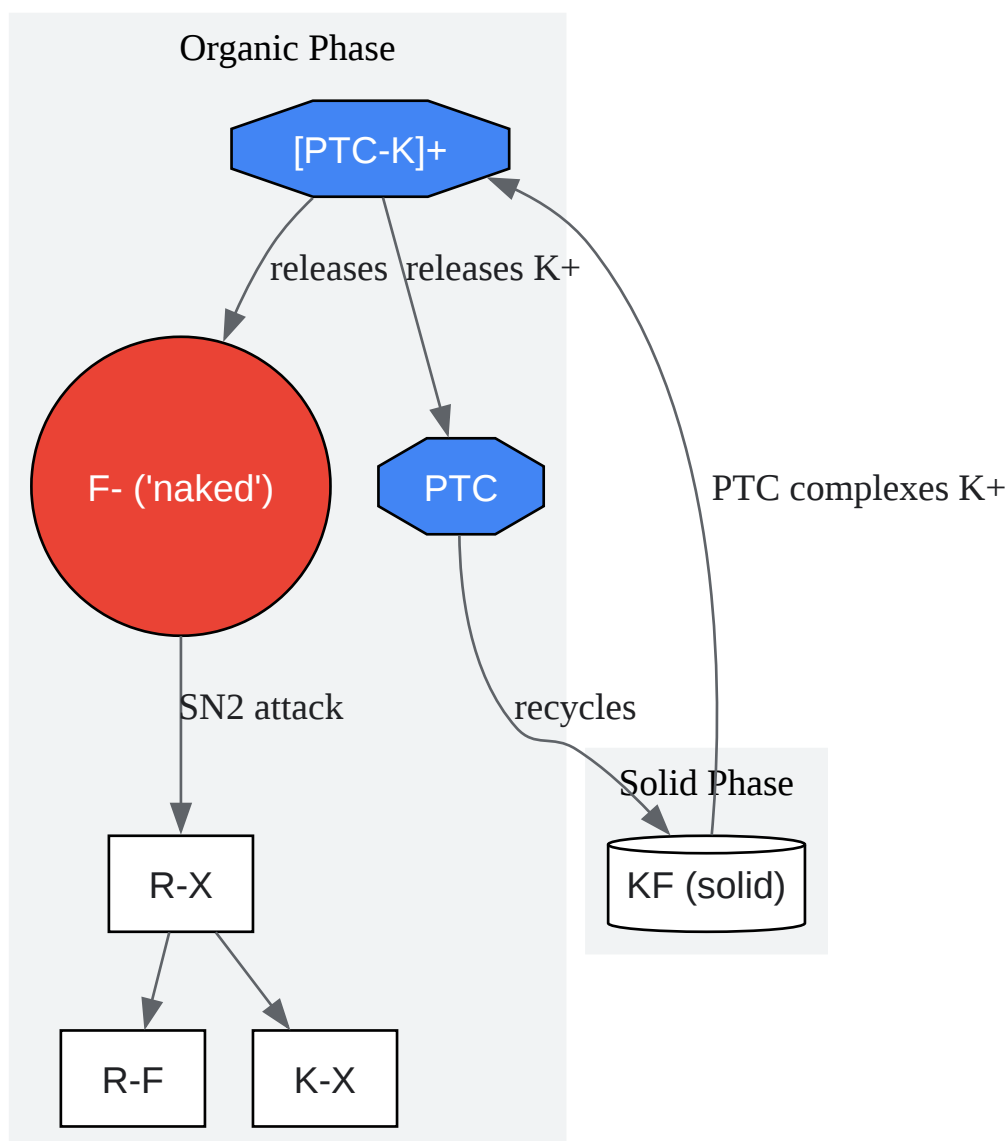 Organic Phase
[PTC-K]+
releases
releases K+
F- ('naked')
PTC
PTC complexes K+
SN2 attack
recycles
Solid Phase
R-X
KF (solid)
R-F
K-X